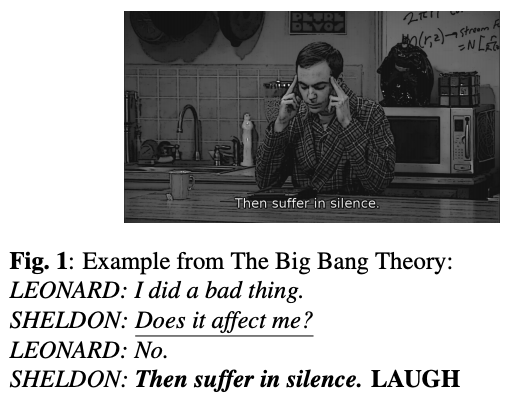 2πΠ
Then suffer in silence.
Fig. 1: Example from The Big Bang Theory:
LEONARD: I did a bad thing.
SHELDON: Does it affect me?
LEONARD: No.
SHELDON: Then suffer in silence. LAUGH